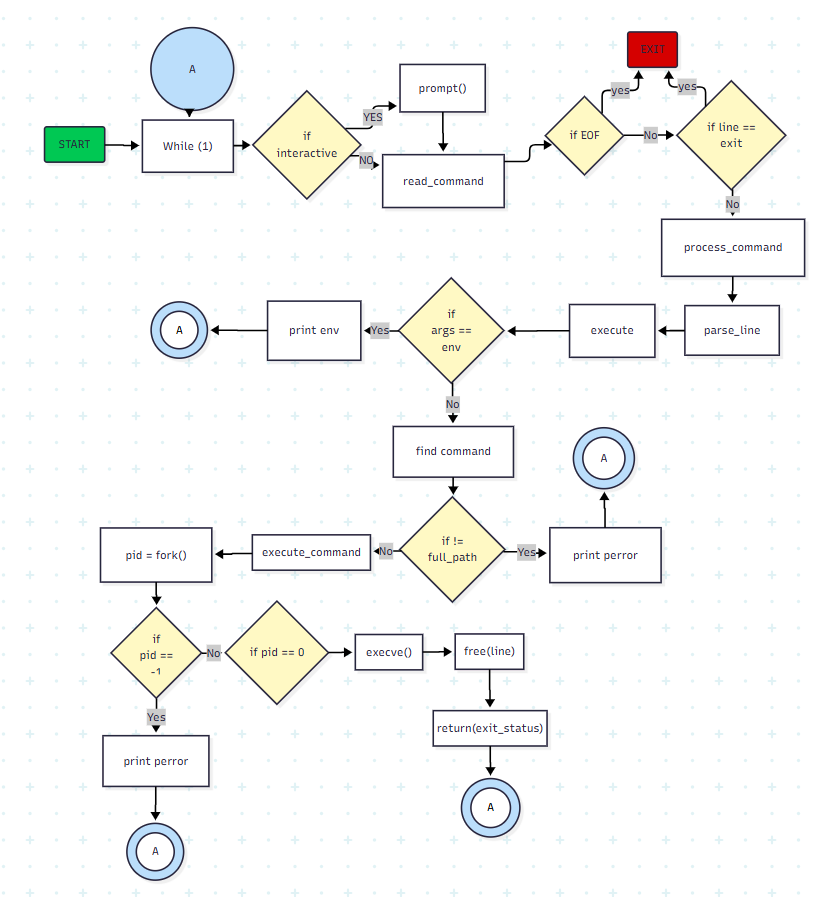 A
START
While (1)
if
interactive
YES
NO
prompt()
read_command
if EOF
yes
No
EXIT
yes
if line ==
exit
No
process_command
parse_line
execute
if
args ==
env
Yes
print env
A
No
find command
if !=
full_path
Yes
print perror
A
No
execute_command
pid = fork()
if
pid ==
-1
No
if pid == 0
execve()
free(line)
return(exit_status)
A
Yes
print perror
A